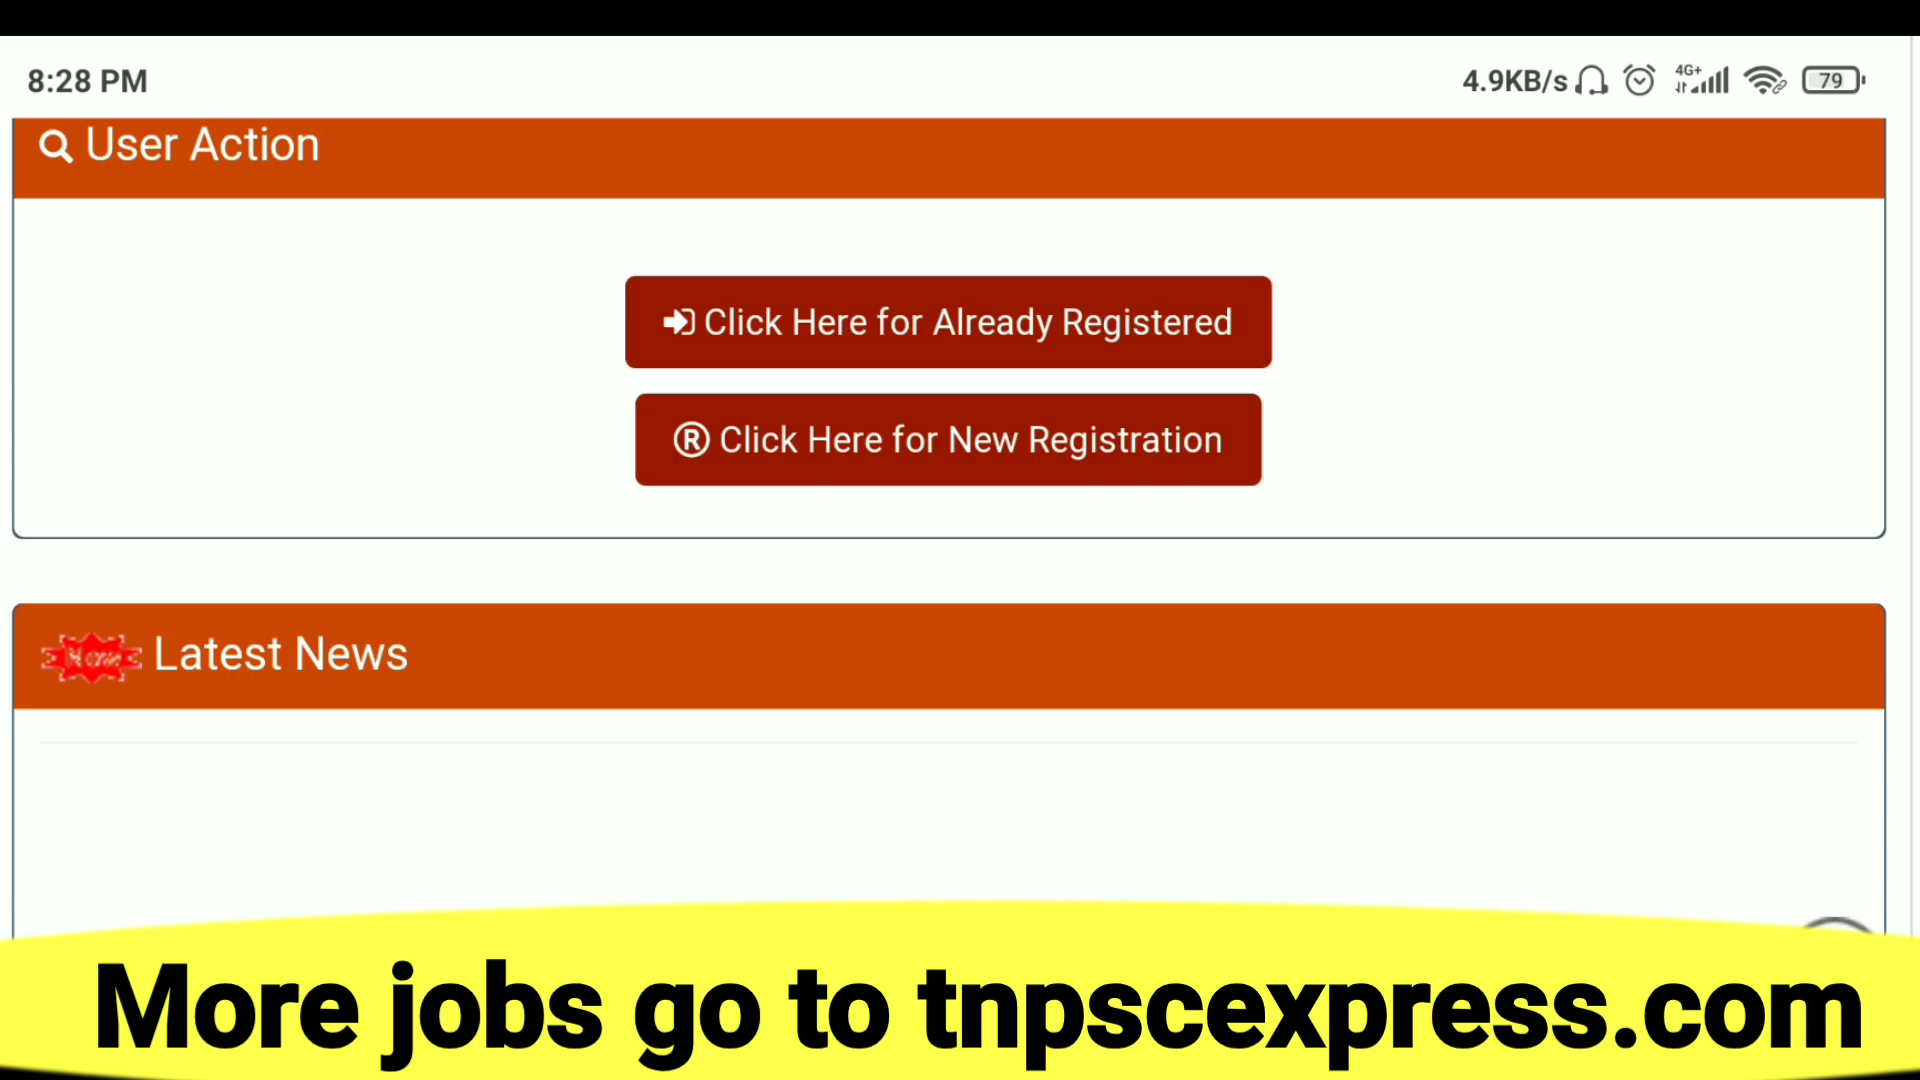 8:28 PM
4.9KB/s 4G+ 79
User Action
Click Here for Already Registered
® Click Here for New Registration
New Latest News
More jobs go to tnpscexpress.com